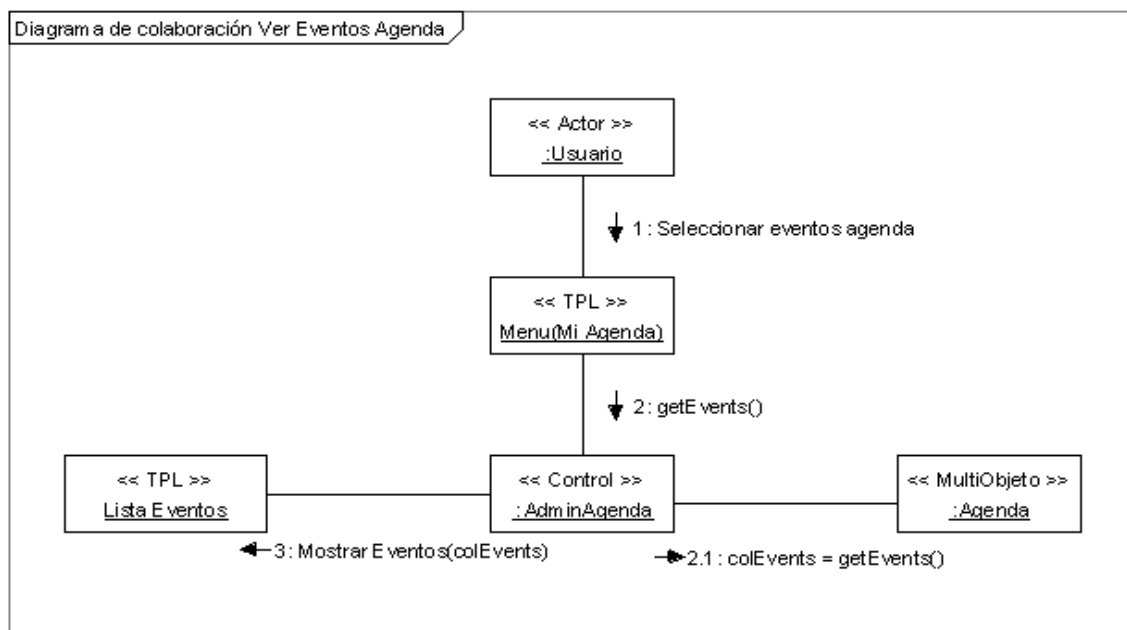 Diagrama de colaboración Ver Eventos Agenda
<< Actor >>
:Usuario
1 : Seleccionar eventos agenda
<< TPL >>
Menu(Mi Agenda)
2: getEvents()
<< TPL >>
Lista Eventos
<< Control >>
:AdminAgenda
<< MultiObjeto >>
:Agenda
3: Mostrar Eventos(colEvents)
2.1 : colEvents = getEvents()